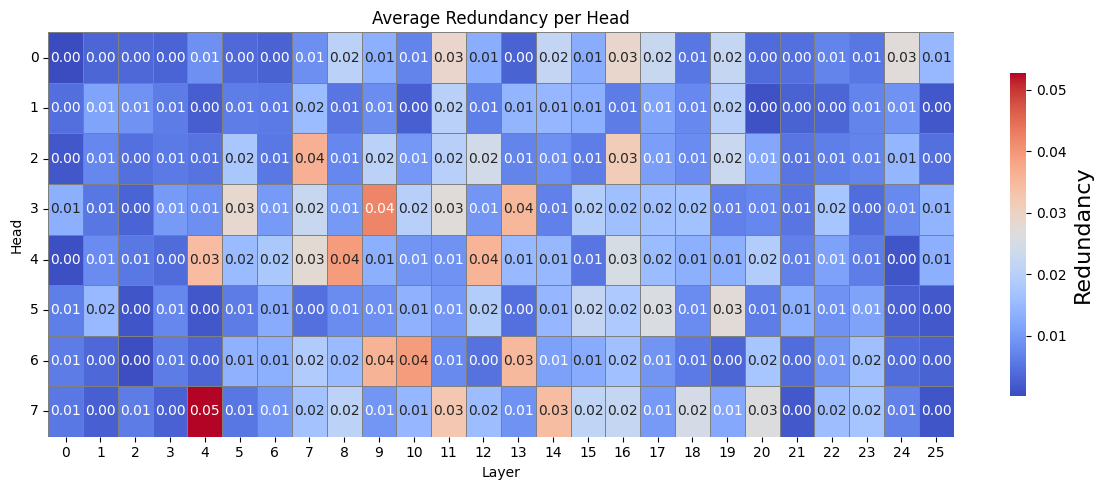 Average Redundancy per Head
0 0.00 0.00 0.00 0.00 0.01 0.00 0.00 0.01 0.02 0.01 0.01 0.03 0.01 0.00 0.02 0.01 0.03 0.02 0.01 0.02 0.00 0.00 0.01 0.01 0.03 0.01
1 0.00 0.01 0.01 0.01 0.00 0.01 0.01 0.02 0.01 0.01 0.00 0.02 0.01 0.01 0.01 0.01 0.01 0.01 0.01 0.02 0.00 0.00 0.00 0.01 0.01 0.00
2 0.00 0.01 0.00 0.01 0.01 0.02 0.01 0.04 0.01 0.02 0.01 0.02 0.02 0.01 0.01 0.01 0.03 0.01 0.01 0.02 0.01 0.01 0.01 0.01 0.01 0.00
3 0.01 0.01 0.00 0.01 0.01 0.03 0.01 0.02 0.01 0.04 0.02 0.03 0.01 0.04 0.01 0.02 0.02 0.02 0.02 0.01 0.01 0.01 0.02 0.00 0.01 0.01
4 0.00 0.01 0.01 0.00 0.03 0.02 0.02 0.03 0.04 0.01 0.01 0.01 0.04 0.01 0.01 0.01 0.03 0.02 0.01 0.01 0.02 0.01 0.01 0.01 0.00 0.01
5 0.01 0.02 0.00 0.01 0.00 0.01 0.01 0.00 0.01 0.01 0.01 0.01 0.02 0.00 0.01 0.02 0.02 0.03 0.01 0.03 0.01 0.01 0.01 0.01 0.00 0.00
6 0.01 0.00 0.00 0.01 0.00 0.01 0.01 0.02 0.02 0.04 0.04 0.01 0.00 0.03 0.01 0.01 0.02 0.01 0.01 0.00 0.02 0.00 0.01 0.02 0.00 0.00
7 0.01 0.00 0.01 0.00 0.05 0.01 0.01 0.02 0.02 0.01 0.01 0.03 0.02 0.01 0.03 0.02 0.02 0.01 0.02 0.01 0.03 0.00 0.02 0.02 0.01 0.00
0 1 2 3 4 5 6 7 8 9 10 11 12 13 14 15 16 17 18 19 20 21 22 23 24 25
Layer
Head
0.05
0.04
0.03
0.02
0.01
Redundancy